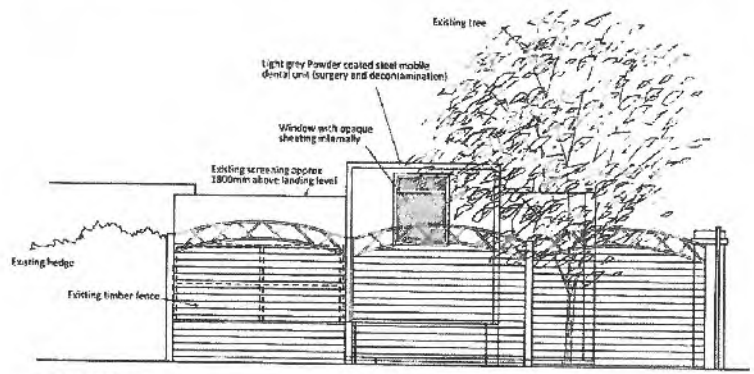 Existing tree
Light grey Powder coated steel mobile
dental unit (surgery and decontamination)
Window with opaque
sheeting internally
Existing screening approx
1800mm above landing level
Existing hedge
Existing timber fence